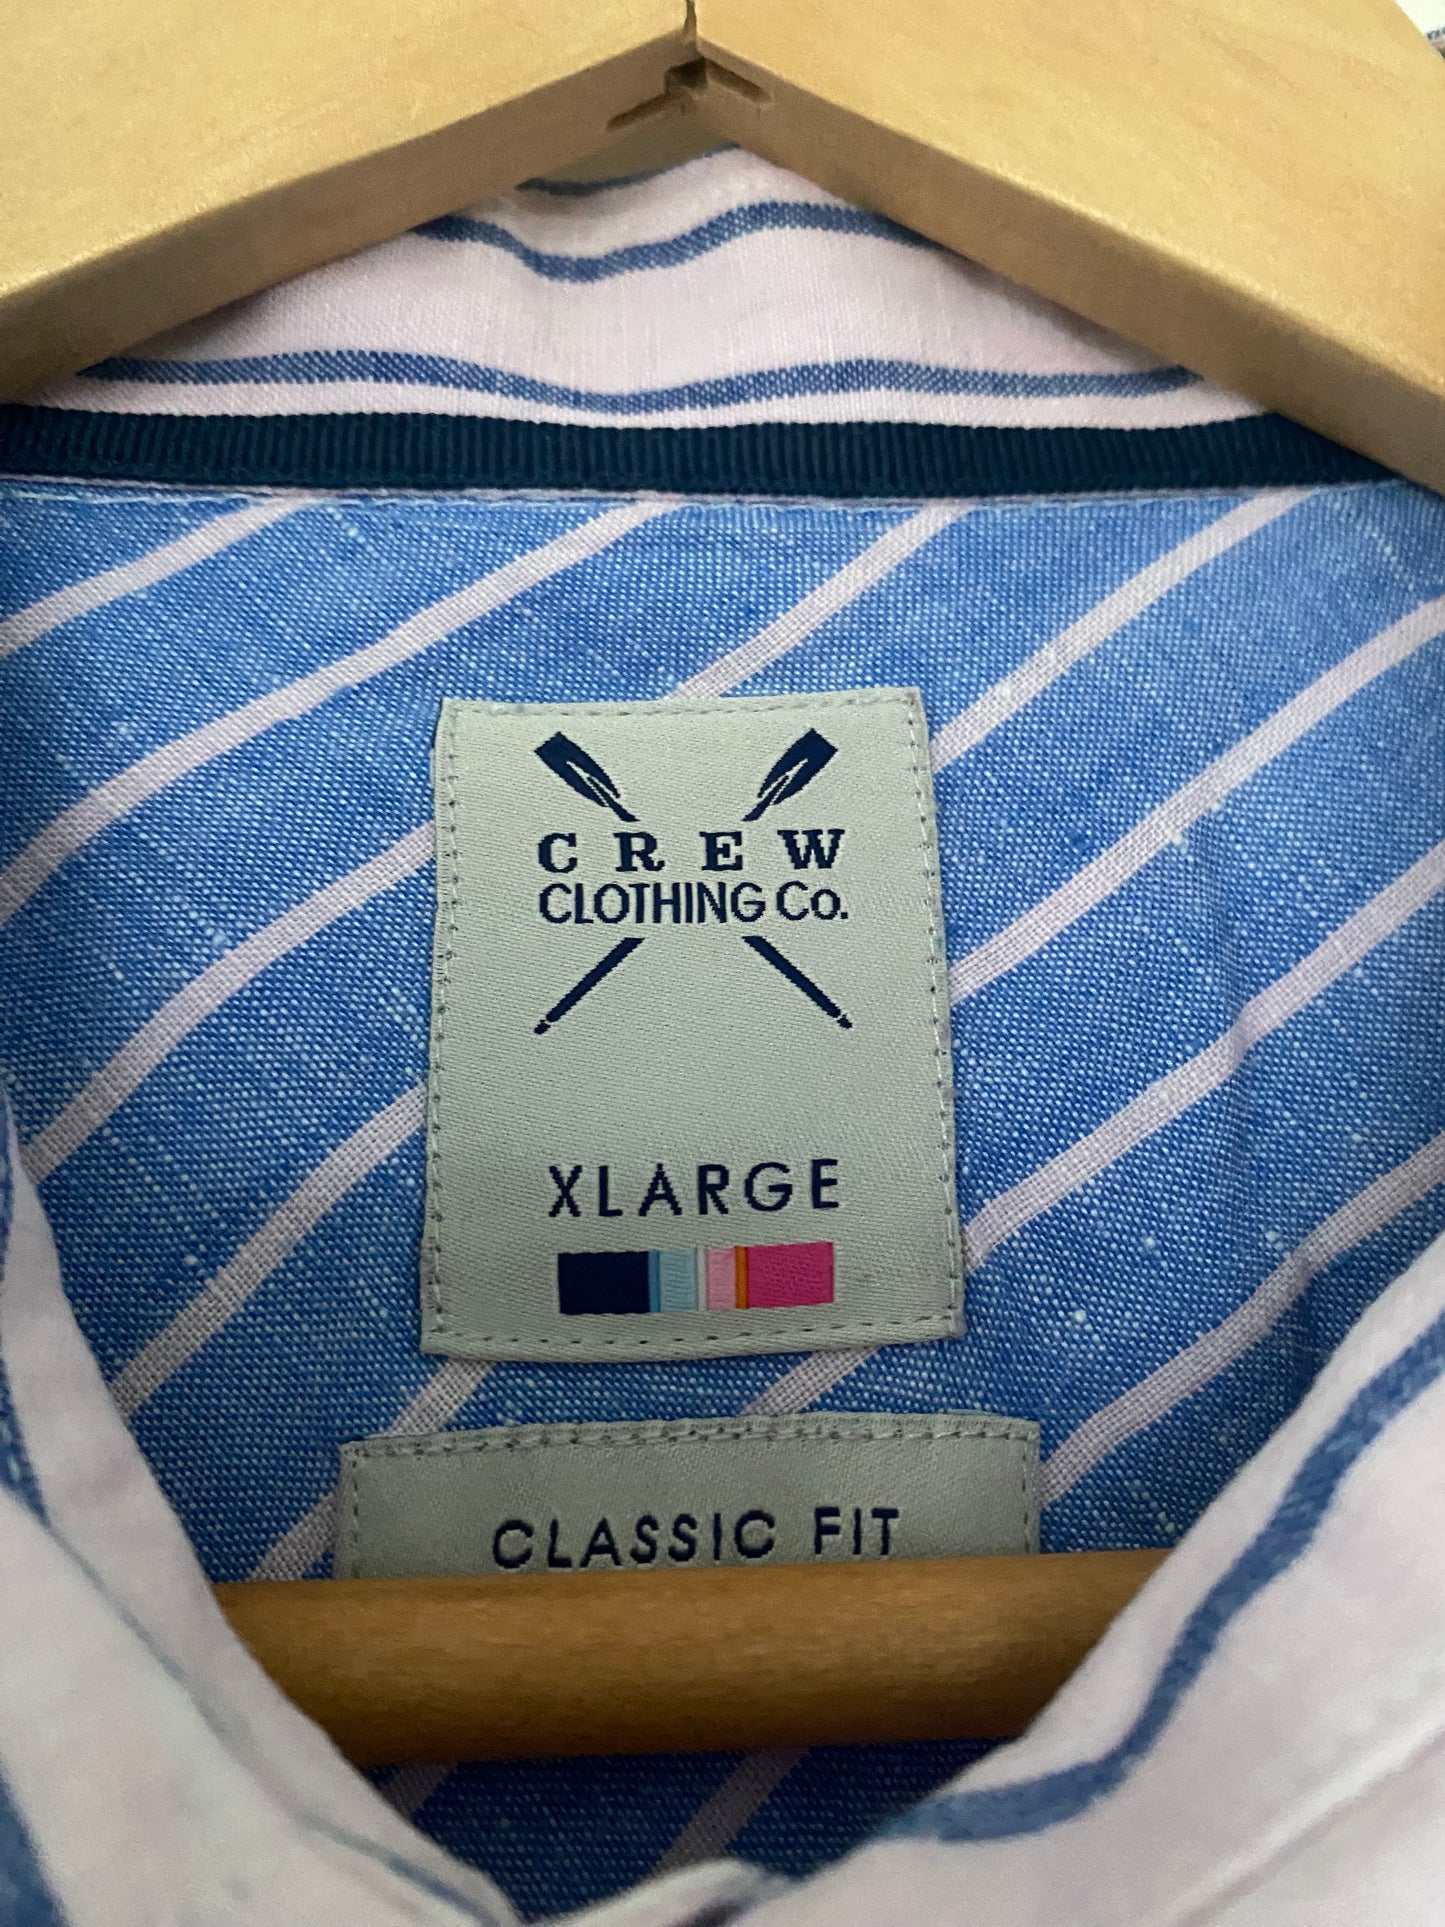 CREW
CLOTHING Co.
XLARGE
CLASSIC FIT